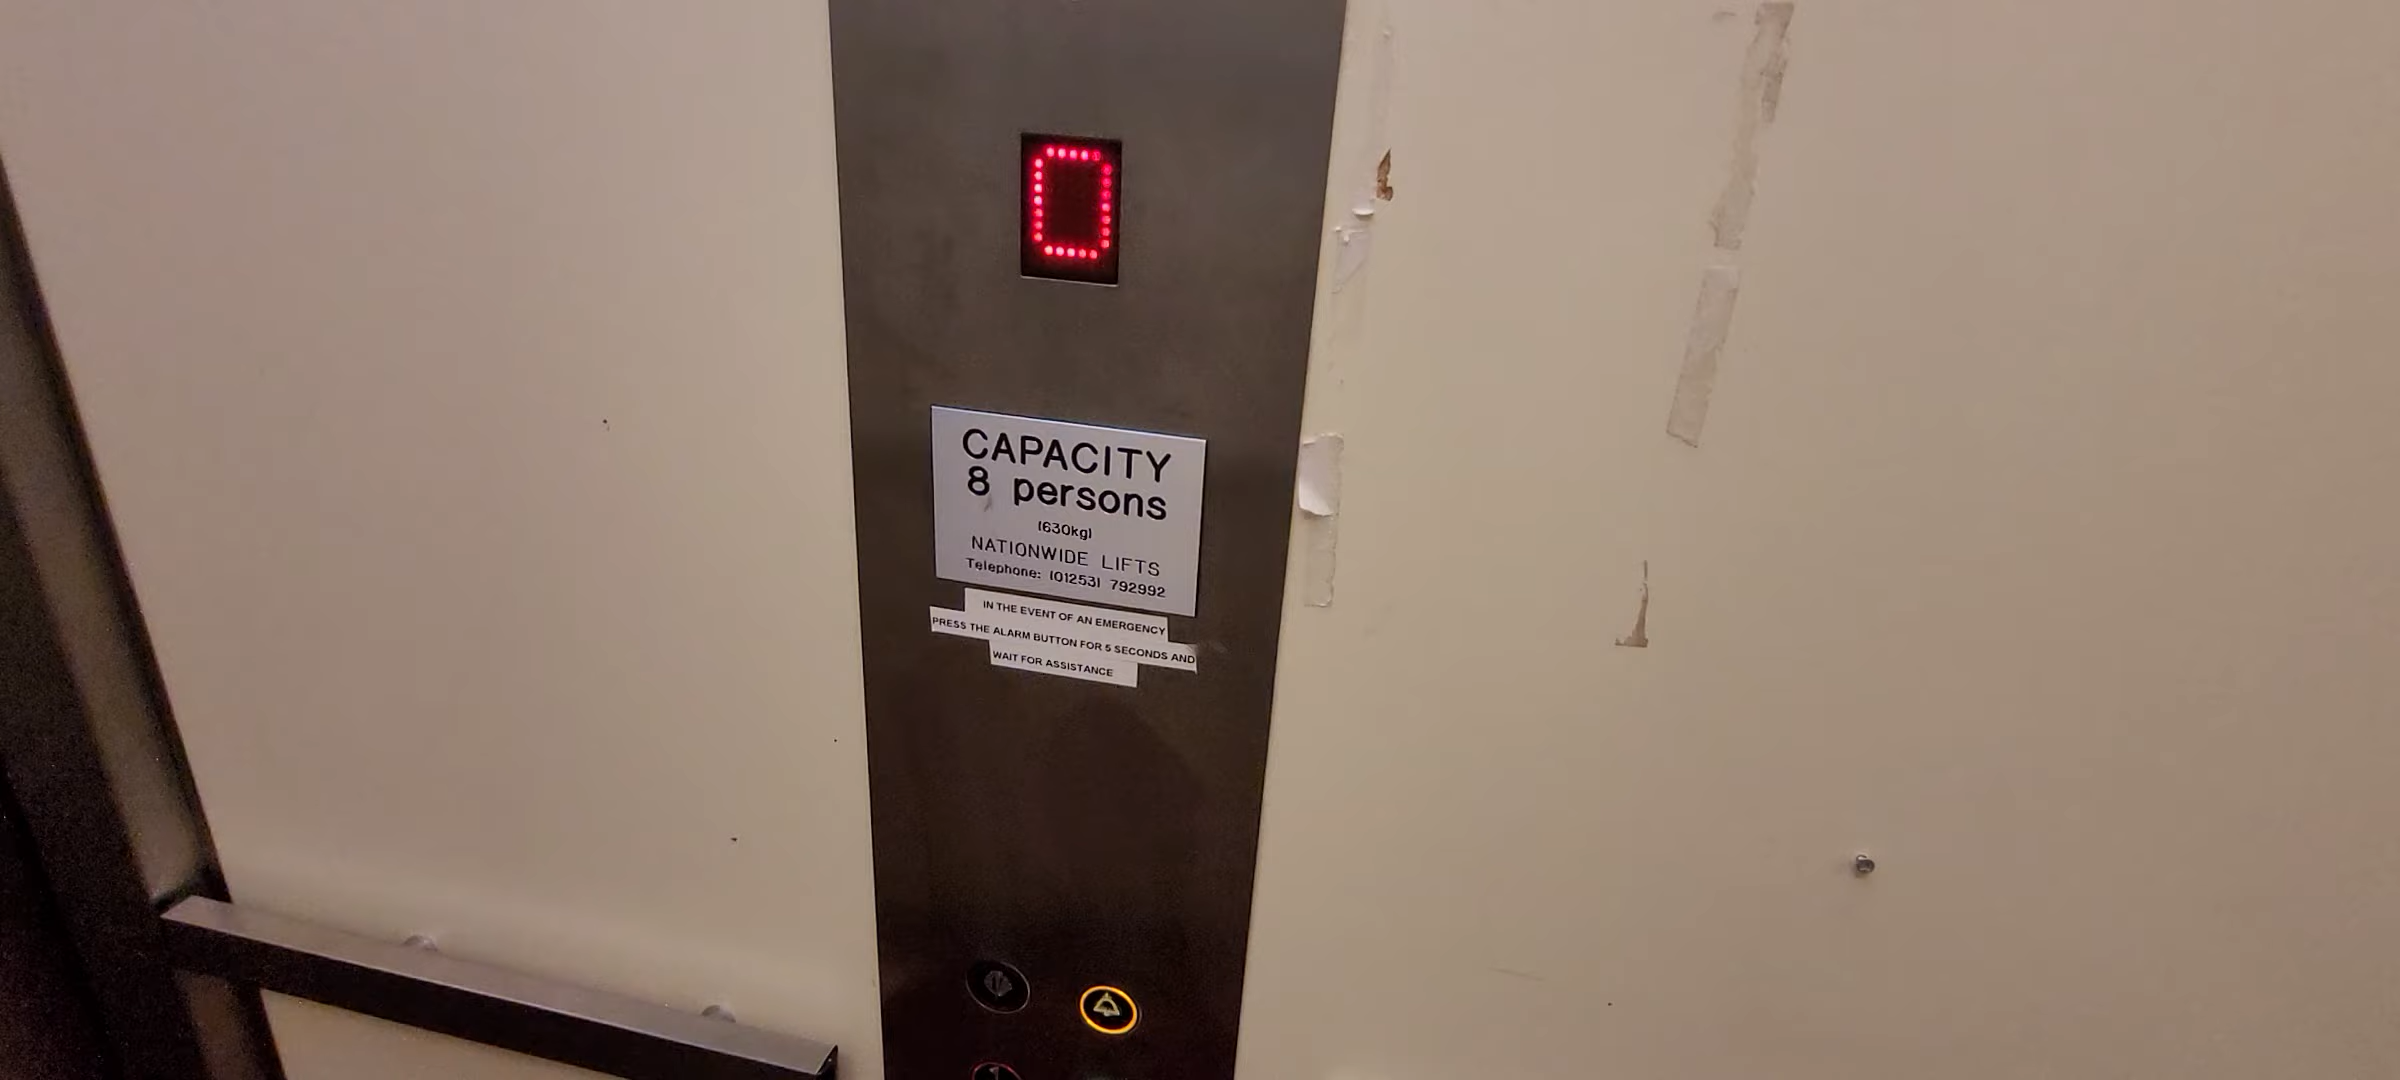 0
CAPACITY
8 persons
(630kg)
NATIONWIDE LIFTS
Telephone: (01253) 792992
IN THE EVENT OF AN EMERGENCY
PRESS THE ALARM BUTTON FOR 5 SECONDS AND
WAIT FOR ASSISTANCE